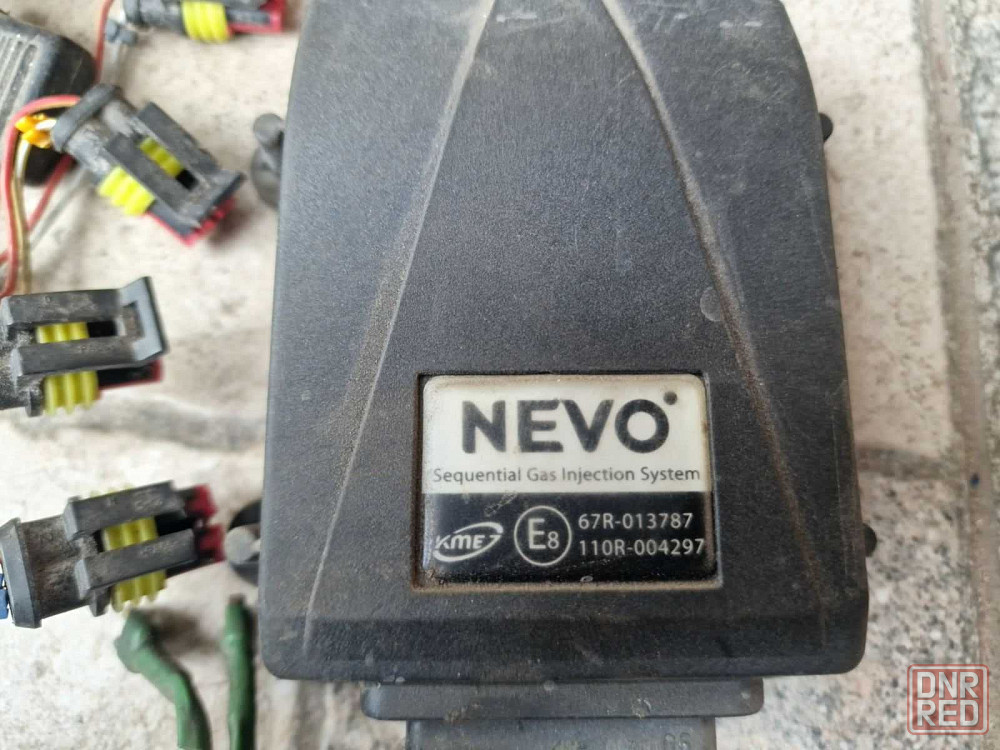 NEVO
Sequential Gas Injection System
KME
E8
67R-013787
110R-004297
DNR
RED